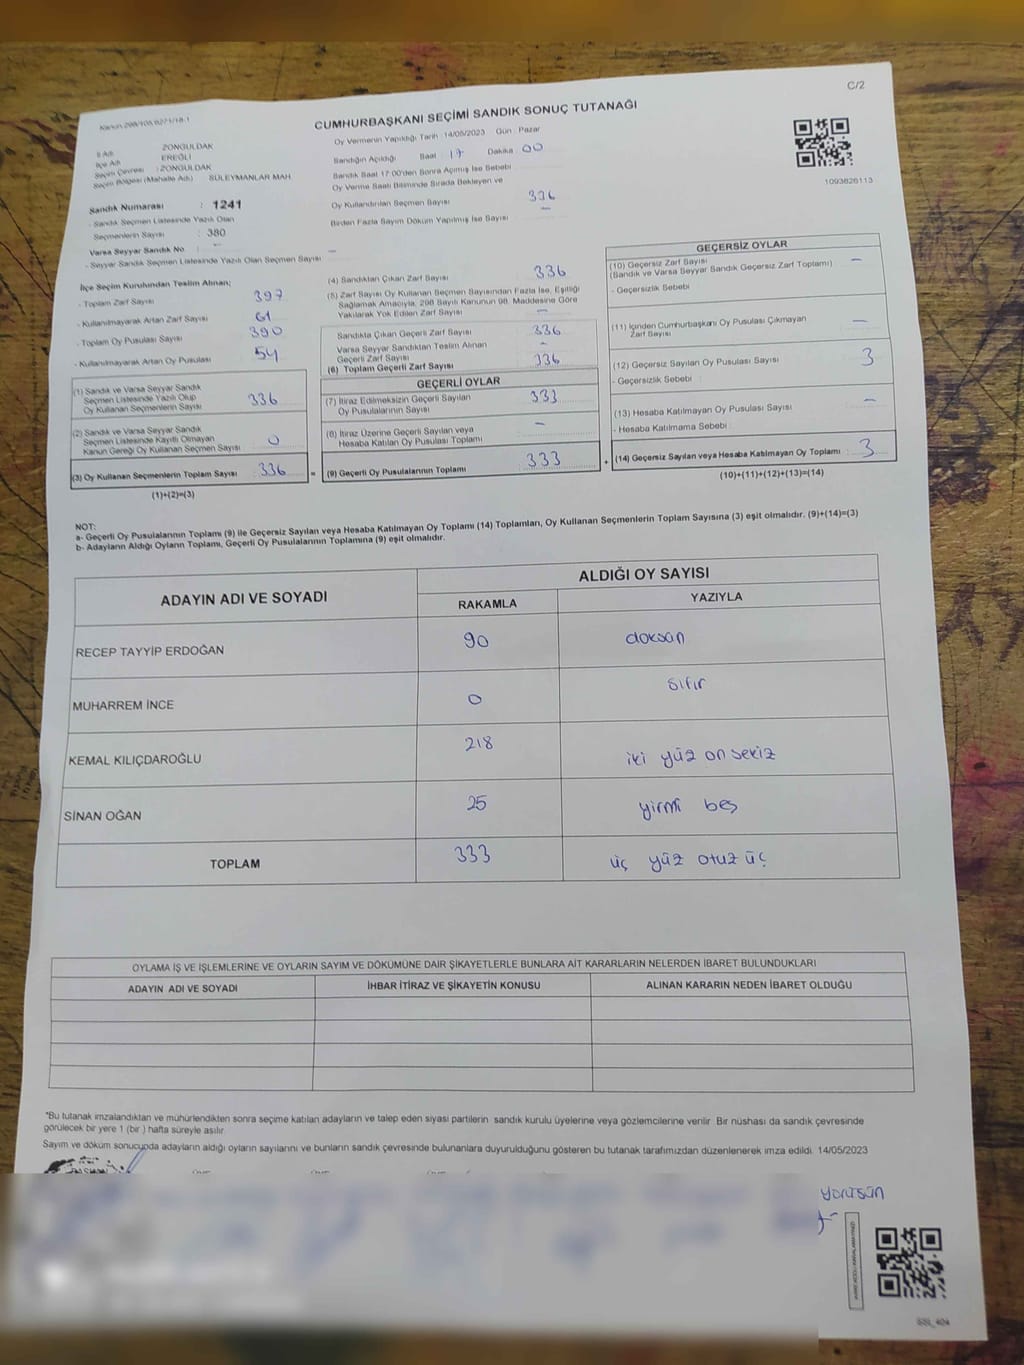 C/2
CUMHURBAŞKANI SEÇİMİ SANDIK SONUÇ TUTANAĞI
İl Adı : ZONGULDAK
İlçe Adı : EREĞLİ
Seçim Çevresi : ZONGULDAK
Seçim Bölgesi (Mahalle Adı) : SÜLEYMANLAR MAH.
Sandık Numarası : 1241
- Sandık Seçmen Listesinde Yazılı Olan
Seçmenlerin Sayısı : 380
Varsa Seyyar Sandık No : -
- Seyyar Sandık Seçmen Listesinde Yazılı Olan Seçmen Sayısı : -
Oy Vermenin Yapıldığı Tarih : 14/05/2023 Gün : Pazar
Sandığın Açıldığı Saat : 17 Dakika : 00
Sandık Saat 17.00'den Sonra Açılmış İse Sebebi
Oy Verme Saati Bitiminde Sırada Bekleyen ve
Oy Kullandırılan Seçmen Sayısı 336
Birden Fazla Sayım Döküm Yapılmış İse Sayısı -
1093826113
İlçe Seçim Kurulundan Teslim Alınan;
- Toplam Zarf Sayısı 397
- Kullanılmayarak Artan Zarf Sayısı 61
- Toplam Oy Pusulası Sayısı 390
- Kullanılmayarak Artan Oy Pusulası 54
(1) Sandık ve Varsa Seyyar Sandık
Seçmen Listesinde Yazılı Olup
Oy Kullanan Seçmenlerin Sayısı 336
(2) Sandık ve Varsa Seyyar Sandık
Seçmen Listesinde Kayıtlı Olmayan
Kanun Gereği Oy Kullanan Seçmen Sayısı 0
(3) Oy Kullanan Seçmenlerin Toplam Sayısı 336 =
(1)+(2)=(3)
(4) Sandıktan Çıkan Zarf Sayısı 336
(5) Zarf Sayısı Oy Kullanan Seçmen Sayısından Fazla İse, Eşitliği
Sağlamak Amacıyla, 298 Sayılı Kanunun 98. Maddesine Göre
Yakılarak Yok Edilen Zarf Sayısı -
Sandıkta Çıkan Geçerli Zarf Sayısı 336
Varsa Seyyar Sandıktan Teslim Alınan
Geçerli Zarf Sayısı -
(6) Toplam Geçerli Zarf Sayısı 336
GEÇERLİ OYLAR
(7) İtiraz Edilmeksizin Geçerli Sayılan
Oy Pusulalarının Sayısı 333
(8) İtiraz Üzerine Geçerli Sayılan veya
Hesaba Katılan Oy Pusulası Toplamı -
(9) Geçerli Oy Pusulalarının Toplamı 333 +
GEÇERSİZ OYLAR
(10) Geçersiz Zarf Sayısı -
(Sandık ve Varsa Seyyar Sandık Geçersiz Zarf Toplamı)
- Geçersizlik Sebebi :
(11) İçinden Cumhurbaşkanı Oy Pusulası Çıkmayan
Zarf Sayısı -
(12) Geçersiz Sayılan Oy Pusulası Sayısı 3
- Geçersizlik Sebebi :
(13) Hesaba Katılmayan Oy Pusulası Sayısı -
- Hesaba Katılmama Sebebi :
(14) Geçersiz Sayılan veya Hesaba Katılmayan Oy Toplamı : 3
(10)+(11)+(12)+(13)=(14)
NOT:
a- Geçerli Oy Pusulalarının Toplamı (9) ile Geçersiz Sayılan veya Hesaba Katılmayan Oy Toplamı (14) Toplamları, Oy Kullanan Seçmenlerin Toplam Sayısına (3) eşit olmalıdır. (9)+(14)=(3)
b- Adayların Aldığı Oyların Toplamı, Geçerli Oy Pusulalarının Toplamına (9) eşit olmalıdır.
ADAYIN ADI VE SOYADI ALDIĞI OY SAYISI
RAKAMLA YAZIYLA
RECEP TAYYİP ERDOĞAN 90 doksan
MUHARREM İNCE 0 sıfır
KEMAL KILIÇDAROĞLU 218 iki yüz on sekiz
SİNAN OĞAN 25 yirmi beş
TOPLAM 333 üç yüz otuz üç
OYLAMA İŞ VE İŞLEMLERİNE VE OYLARIN SAYIM VE DÖKÜMÜNE DAİR ŞİKAYETLERLE BUNLARA AİT KARARLARIN NELERDEN İBARET BULUNDUKLARI
ADAYIN ADI VE SOYADI İHBAR İTİRAZ VE ŞİKAYETİN KONUSU ALINAN KARARIN NEDEN İBARET OLDUĞU
"Bu tutanak imzalandıktan ve mühürlendikten sonra seçime katılan adayların ve talep eden siyasi partilerin sandık kurulu üyelerine veya gözlemcilerine verilir. Bir nüshası da sandık çevresinde
görülecek bir yere 1 (bir ) hafta süreyle asılır.
Sayım ve döküm sonucunda adayların aldığı oyların sayılarını ve bunların sandık çevresinde bulunanlara duyurulduğunu gösteren bu tutanak tarafımızdan düzenlenerek imza edildi. 14/05/2023